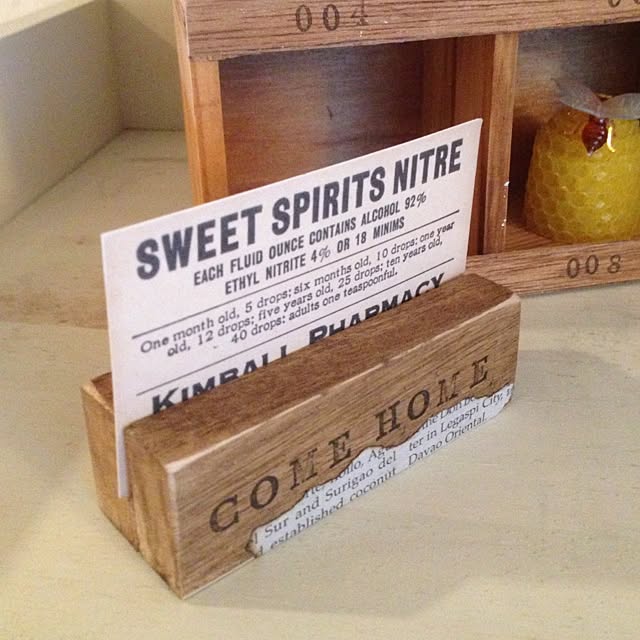 004
SWEET SPIRITS NITRE
EACH FLUID OUNCE CONTAINS ALCOHOL 92%
ETHYL NITRITE 4% OR 18 MINIMS
One month old, 5 drops; six months old, 10 drops; one year
old, 12 drops; five years old, 25 drops; ten years old,
40 drops; adults one teaspoonful.
KIMBALL PHARMACY
008
COME HOME
ter in Legaspi City,
Sur and Surigao del
Davao Oriental.
established coconut